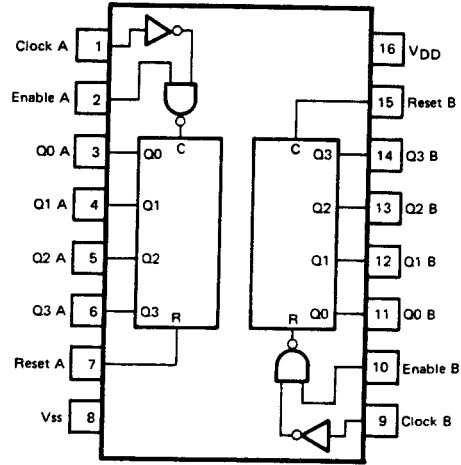 Clock A 1
Enable A 2
Q0 A 3
Q1 A 4
Q2 A 5
Q3 A 6
Reset A 7
Vss 8
C
Q0
Q1
Q2
Q3
R
C
Q3
Q2
Q1
Q0
R
16 VDD
15 Reset B
14 Q3 B
13 Q2 B
12 Q1 B
11 Q0 B
10 Enable B
9 Clock B